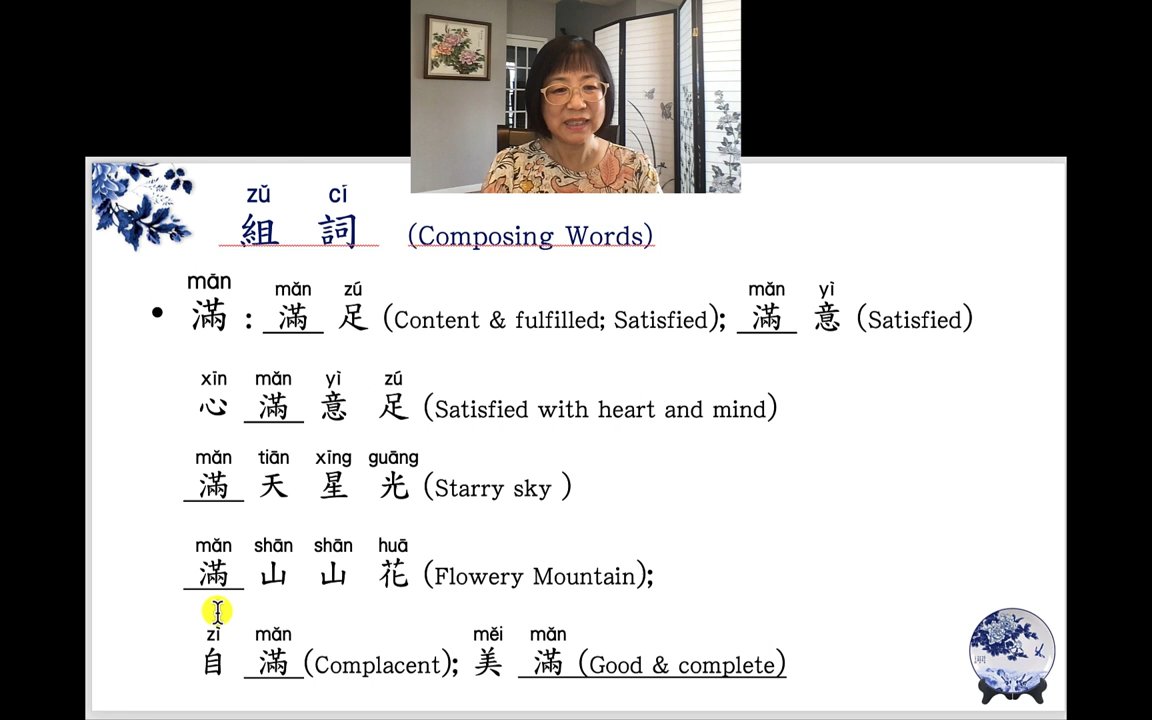 zǔ cí
組 詞 (Composing Words)
mān mǎn zú mǎn yì
• 滿 : 滿 足 (Content & fulfilled; Satisfied); 滿 意 (Satisfied)
xīn mǎn yì zú
心 滿 意 足 (Satisfied with heart and mind)
mǎn tiān xīng guāng
滿 天 星 光 (Starry sky )
mǎn shān shān huā
滿 山 山 花 (Flowery Mountain);
zì mǎn měi mǎn
自 滿 (Complacent); 美 滿 (Good & complete)